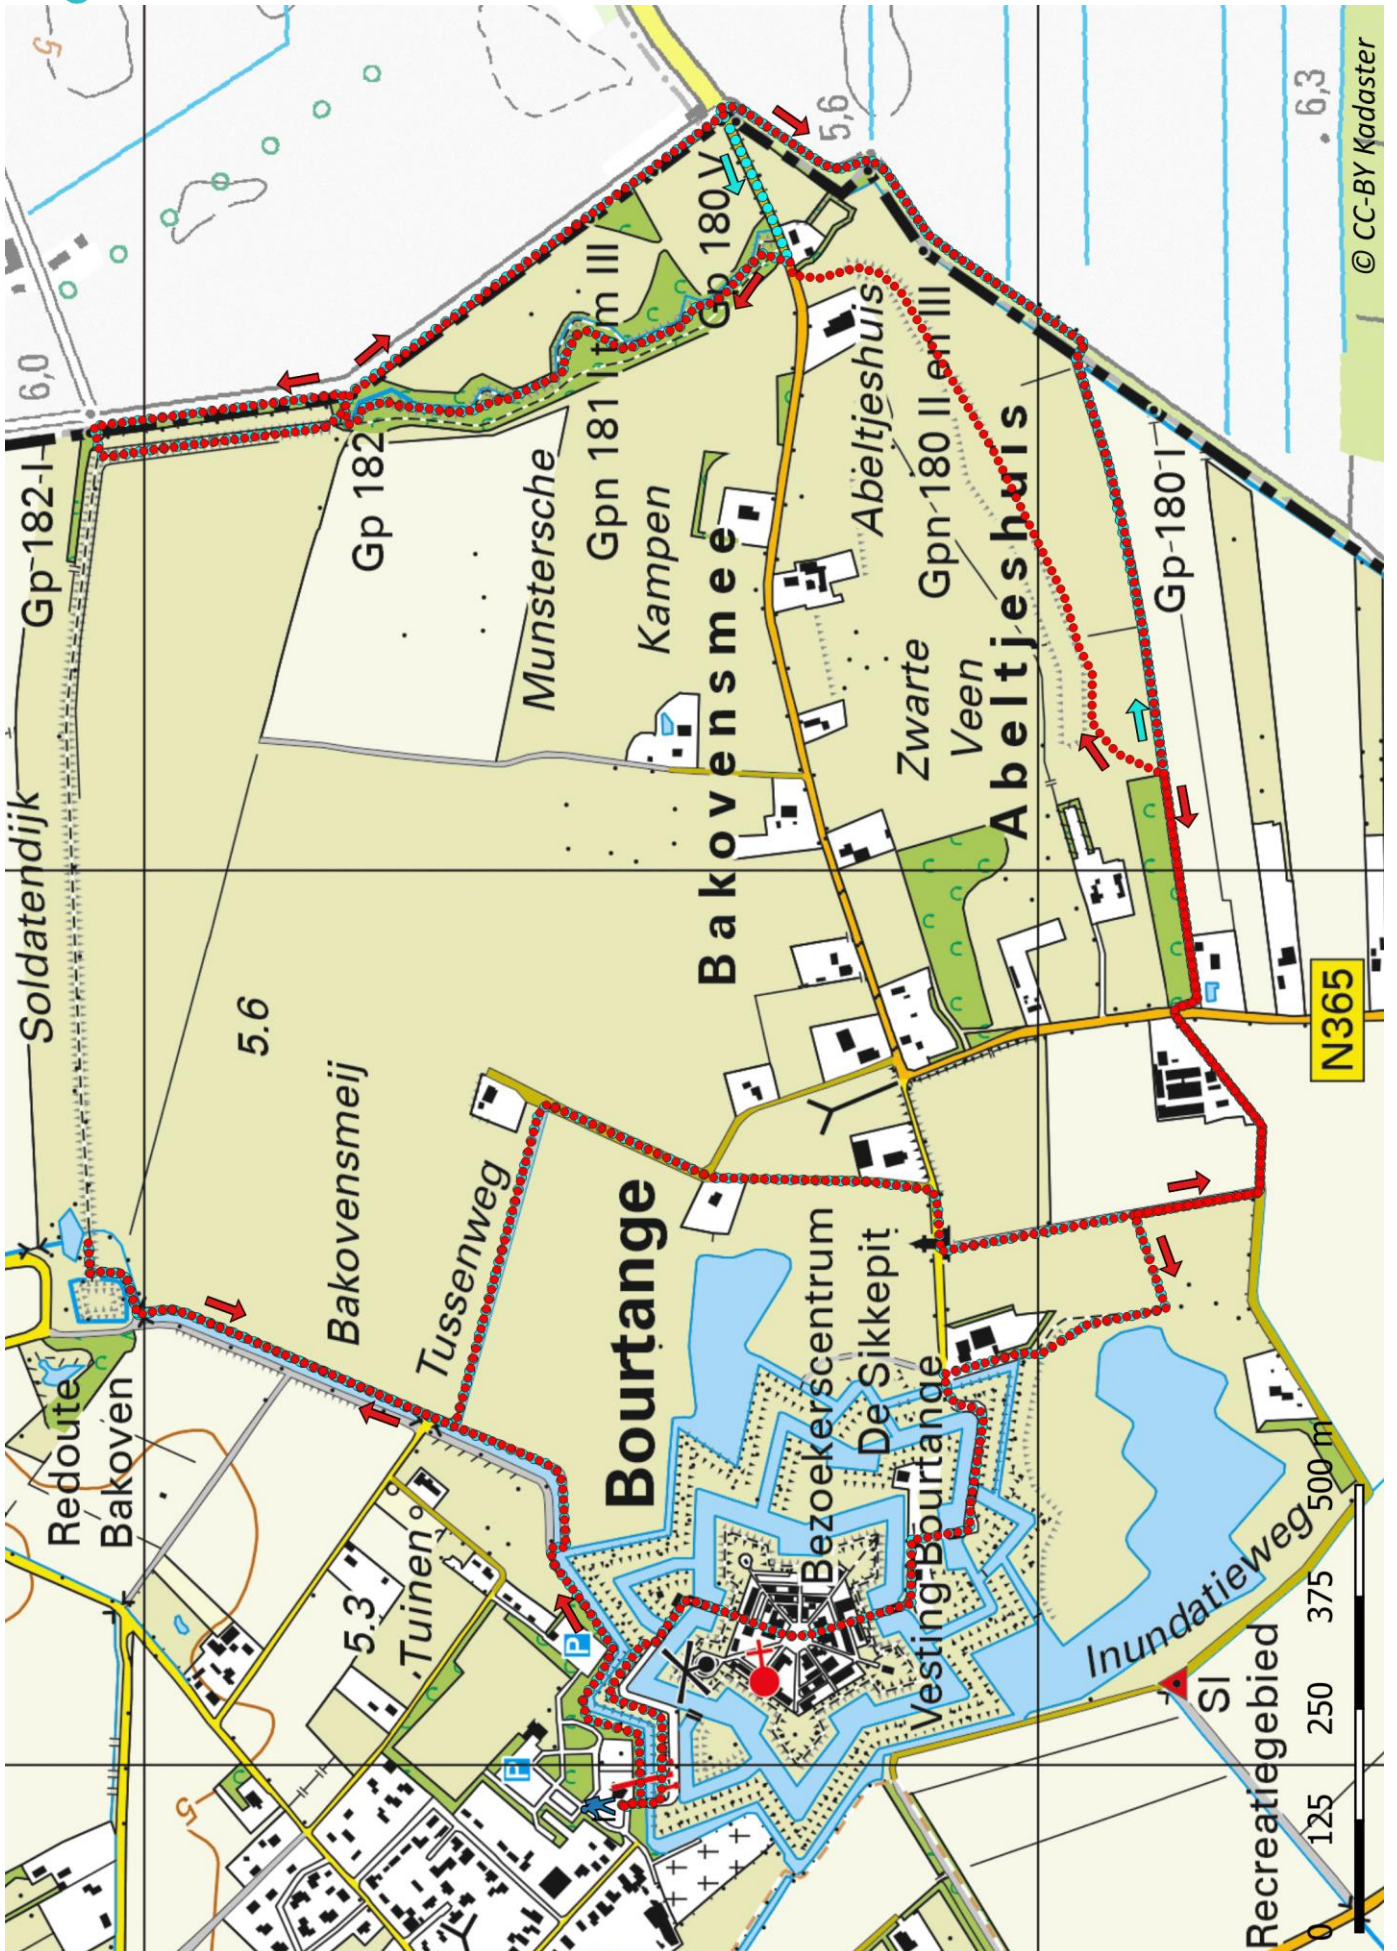 5
6,0
5,6
6,3
© CC-BY Kadaster
Gp 182-I
Gp 182
Gpn 181 I tm III
Gp 180 V
Gpn 180 II en III
Gp 180-I
Soldatendijk
Munstersche
Kampen
Bakovensmee
Abeltjeshuis
Zwarte
Veen
Abeltjeshuis
5.6
Bakovensmeij
Tussenweg
N365
Redoute
Bakoven
Bourtange
Bezoekerscentrum
De Sikkepit
Vesting Bourtange
5.3
Tuinen
P
P
5
Inundatieweg
SI
Recreatiegebied
0 125 250 375 500 m